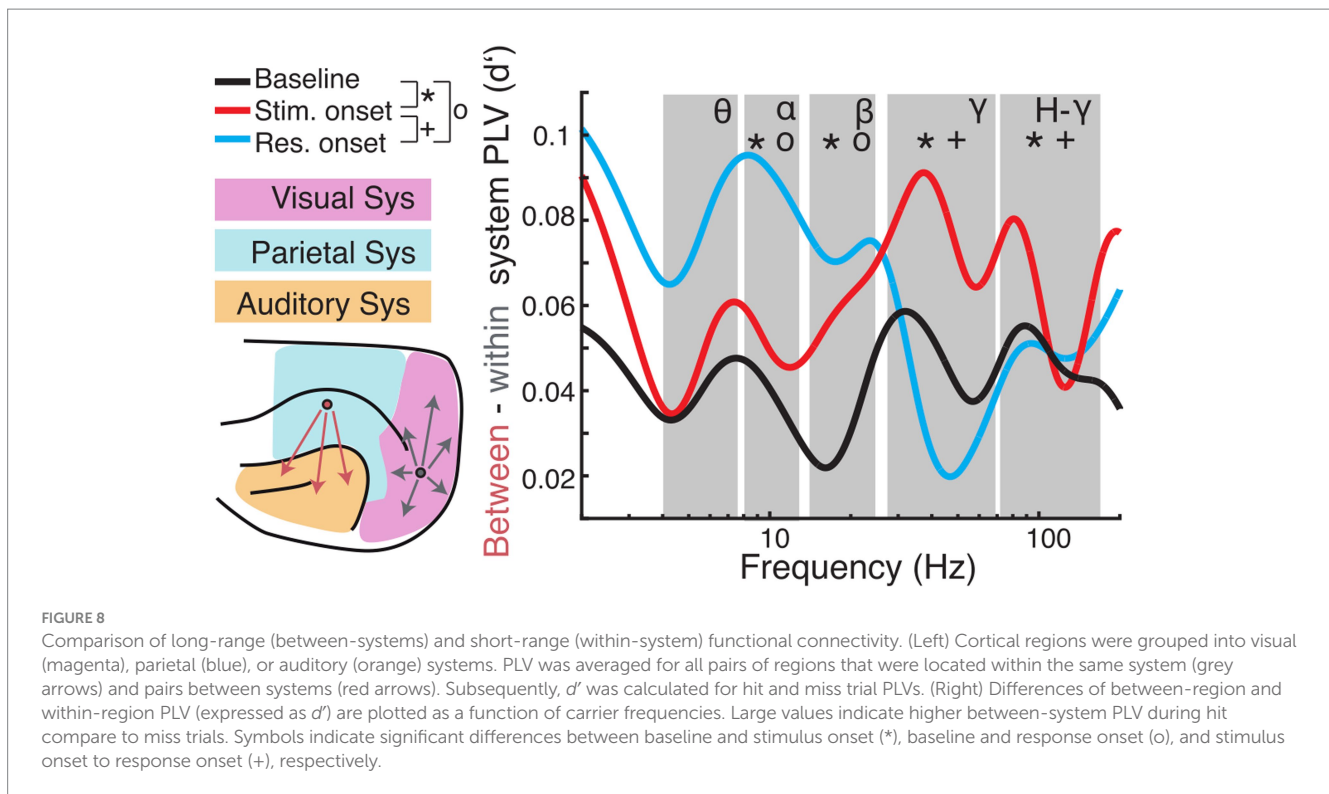 Baseline
Stim. onset
Res. onset
*
+
o
Visual Sys
Parietal Sys
Auditory Sys
Between - within system PLV (d')
0.1
0.08
0.06
0.04
0.02
θ
α
β
γ
H-γ
* o
* o
* +
* +
10
100
Frequency (Hz)
FIGURE 8
Comparison of long-range (between-systems) and short-range (within-system) functional connectivity. (Left) Cortical regions were grouped into visual
(magenta), parietal (blue), or auditory (orange) systems. PLV was averaged for all pairs of regions that were located within the same system (grey
arrows) and pairs between systems (red arrows). Subsequently, d′ was calculated for hit and miss trial PLVs. (Right) Differences of between-region and
within-region PLV (expressed as d′) are plotted as a function of carrier frequencies. Large values indicate higher between-system PLV during hit
compare to miss trials. Symbols indicate significant differences between baseline and stimulus onset (*), baseline and response onset (o), and stimulus
onset to response onset (+), respectively.